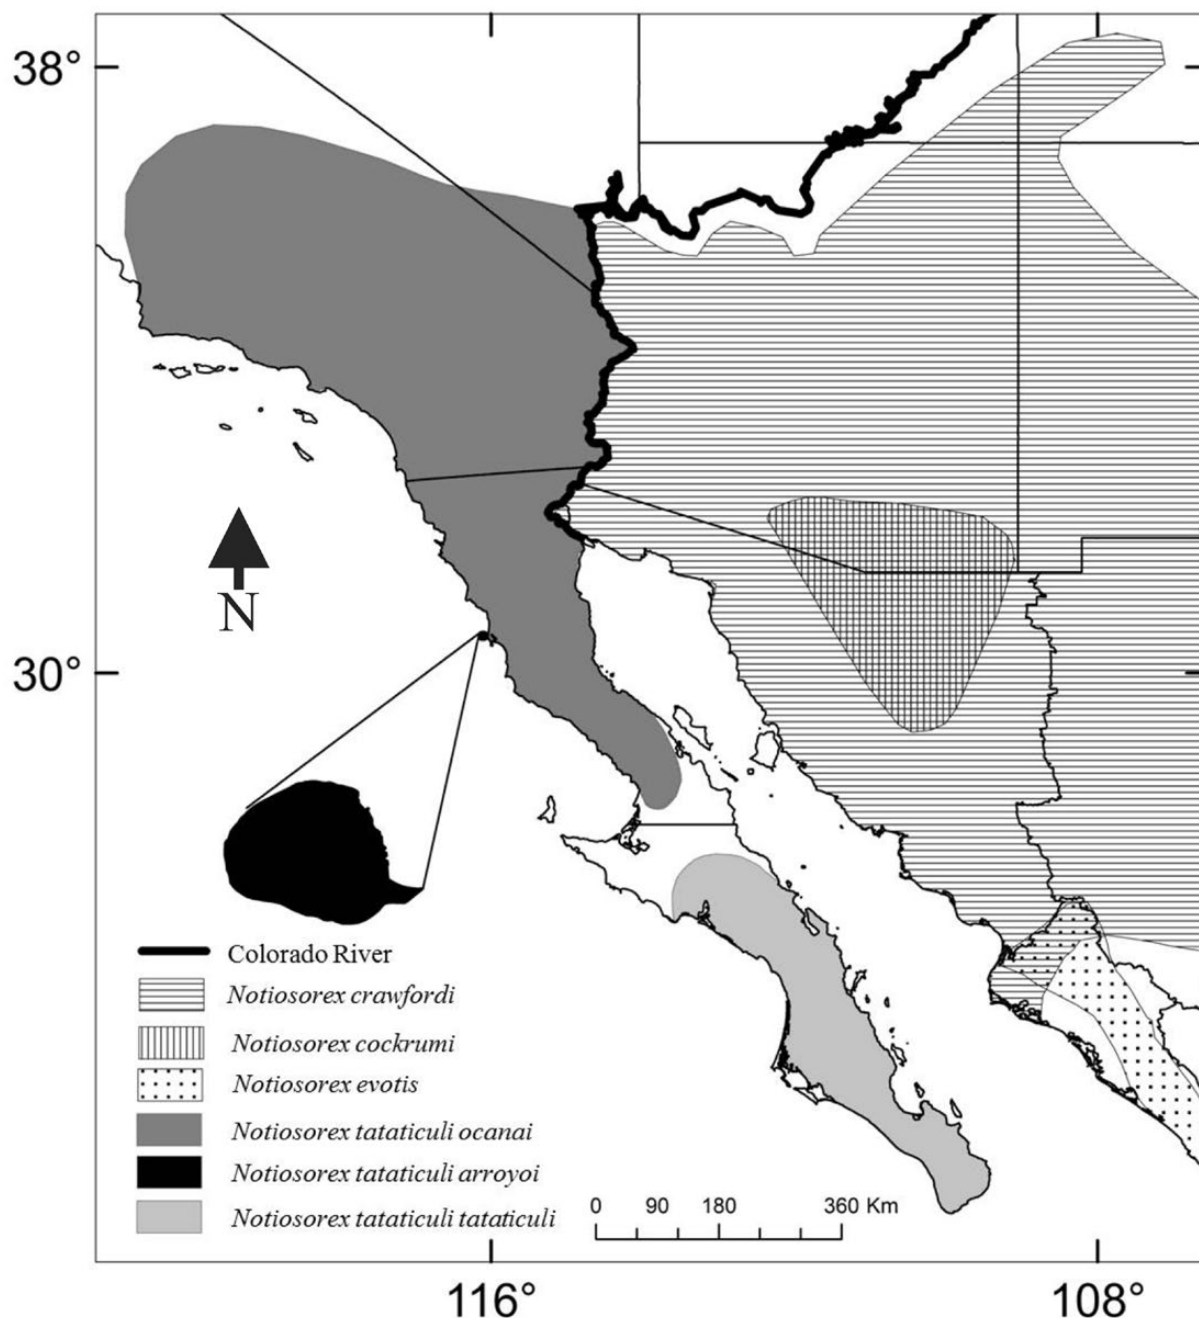 38°
N
30°
Colorado River
Notiosorex crawfordi
Notiosorex cockrumi
Notiosorex evotis
Notiosorex tataticuli ocanai
Notiosorex tataticuli arroyoi
Notiosorex tataticuli tataticuli
0 90 180 360 Km
116° 108°